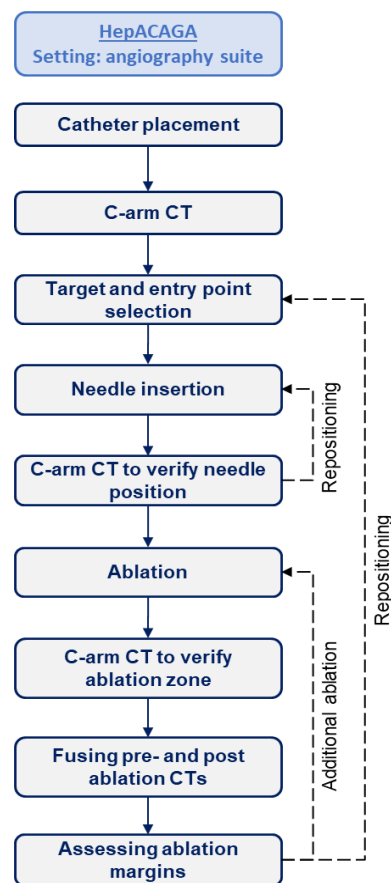 HepACAGA
Setting: angiography suite
Catheter placement
C-arm CT
Target and entry point
selection
Needle insertion
C-arm CT to verify needle
position
Repositioning
Ablation
C-arm CT to verify
ablation zone
Fusing pre- and post
ablation CTs
Assessing ablation
margins
Additional ablation
Repositioning